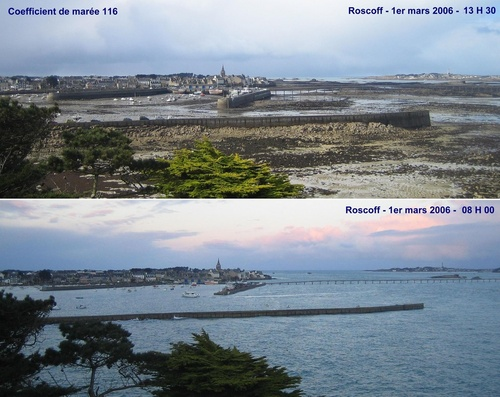 Coefficient de marée 116
Roscoff - 1er mars 2006 - 13 H 30
Roscoff - 1er mars 2006 - 08 H 00